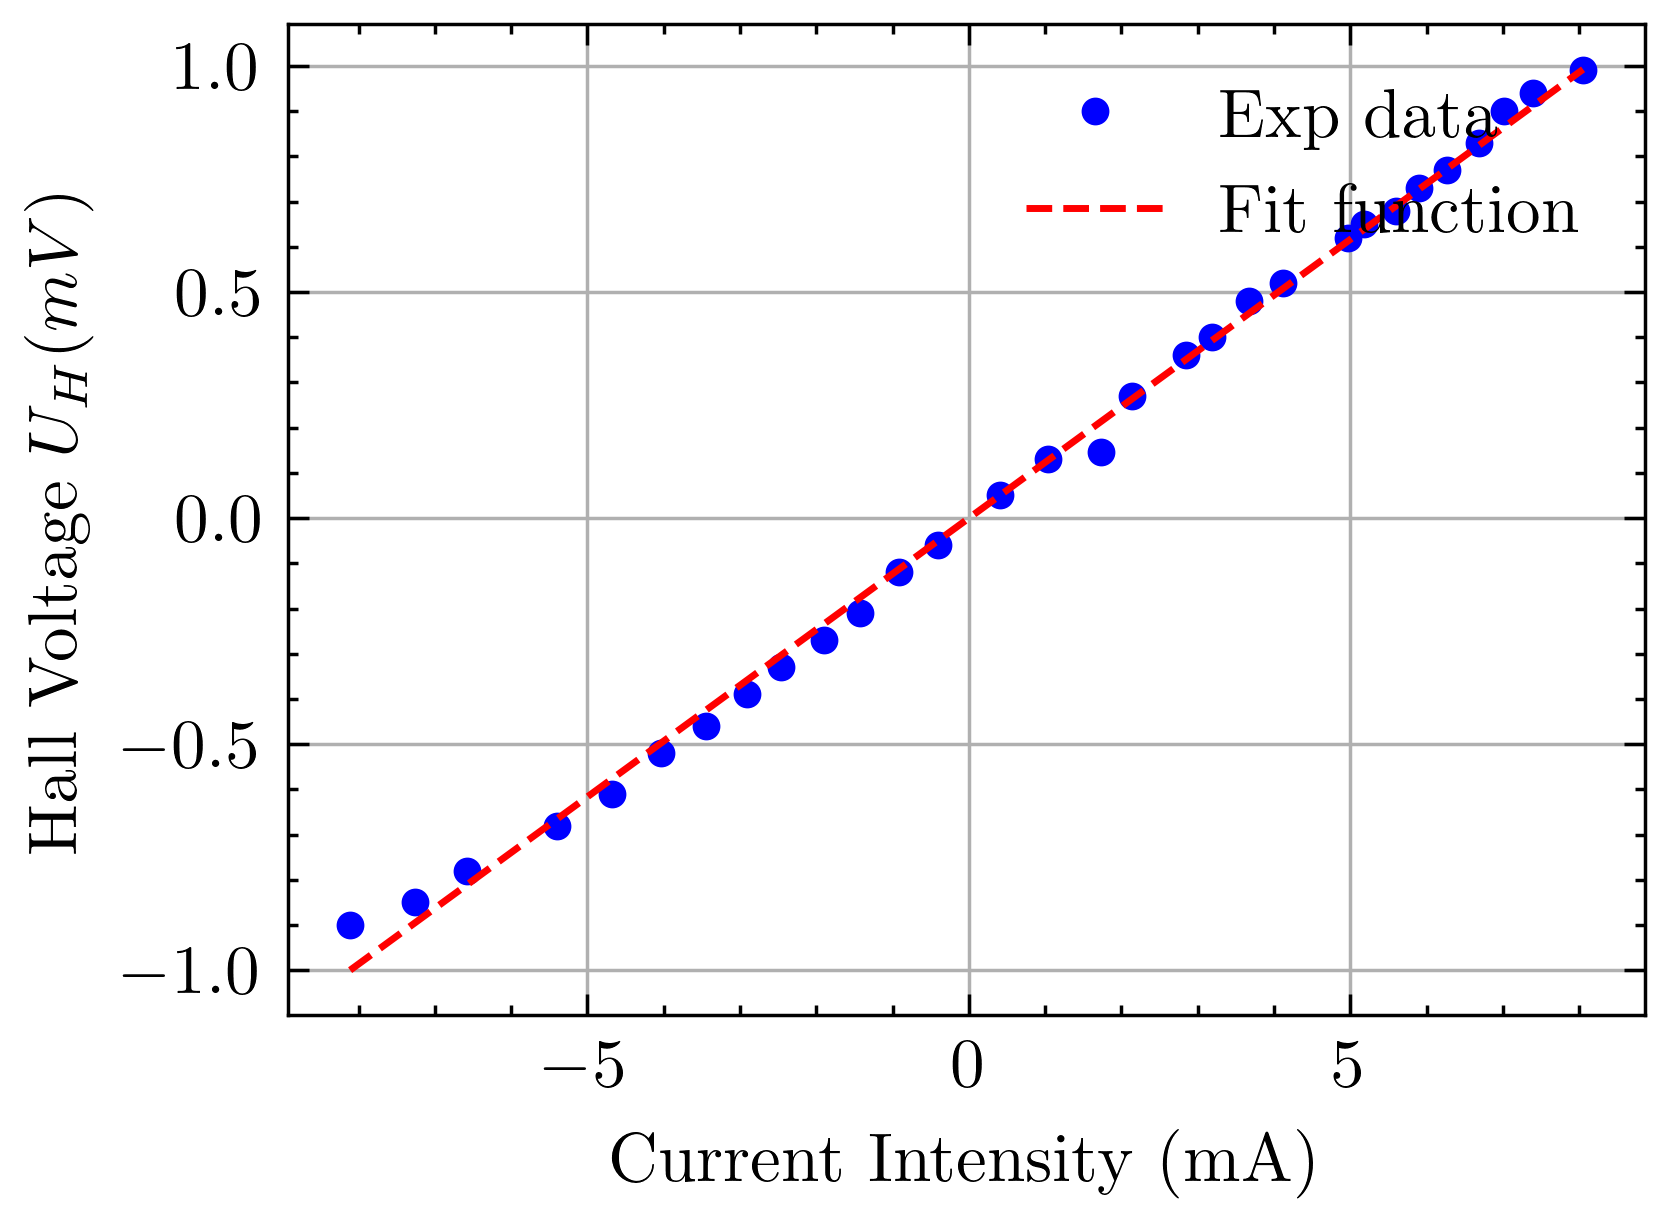 1.0
0.5
0.0
−0.5
−1.0
Hall Voltage U_H(mV)
Exp data
Fit function
−5 0 5
Current Intensity (mA)